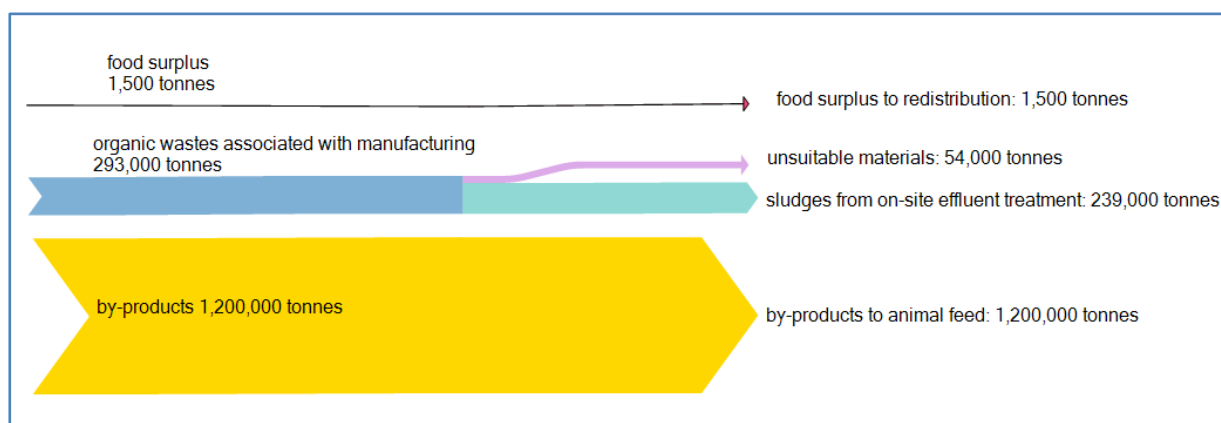 food surplus
1,500 tonnes
food surplus to redistribution: 1,500 tonnes
organic wastes associated with manufacturing
293,000 tonnes
unsuitable materials: 54,000 tonnes
sludges from on-site effluent treatment: 239,000 tonnes
by-products 1,200,000 tonnes
by-products to animal feed: 1,200,000 tonnes